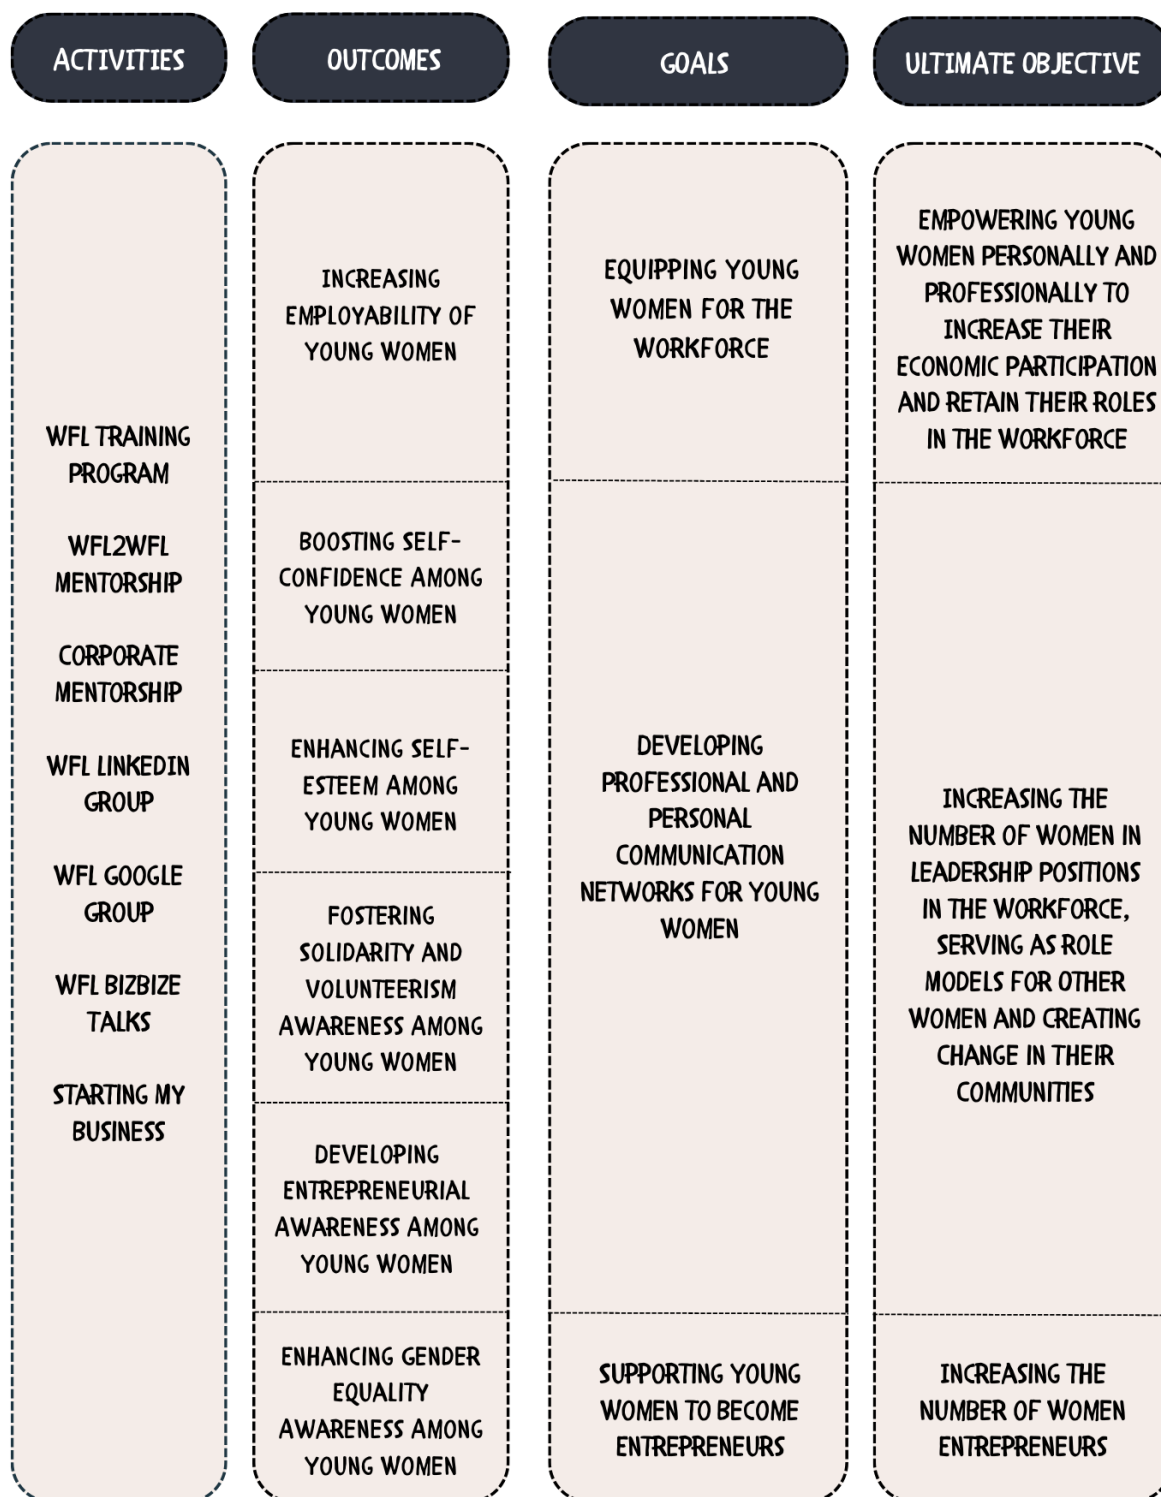 ACTIVITIES
OUTCOMES
GOALS
ULTIMATE OBJECTIVE
WFL TRAINING
PROGRAM
WFL2WFL
MENTORSHIP
CORPORATE
MENTORSHIP
WFL LINKEDIN
GROUP
WFL GOOGLE
GROUP
WFL BIZBIZE
TALKS
STARTING MY
BUSINESS
INCREASING
EMPLOYABILITY OF
YOUNG WOMEN
BOOSTING SELF-
CONFIDENCE AMONG
YOUNG WOMEN
ENHANCING SELF-
ESTEEM AMONG
YOUNG WOMEN
FOSTERING
SOLIDARITY AND
VOLUNTEERISM
AWARENESS AMONG
YOUNG WOMEN
DEVELOPING
ENTREPRENEURIAL
AWARENESS AMONG
YOUNG WOMEN
ENHANCING GENDER
EQUALITY
AWARENESS AMONG
YOUNG WOMEN
EQUIPPING YOUNG
WOMEN FOR THE
WORKFORCE
DEVELOPING
PROFESSIONAL AND
PERSONAL
COMMUNICATION
NETWORKS FOR YOUNG
WOMEN
SUPPORTING YOUNG
WOMEN TO BECOME
ENTREPRENEURS
EMPOWERING YOUNG
WOMEN PERSONALLY AND
PROFESSIONALLY TO
INCREASE THEIR
ECONOMIC PARTICIPATION
AND RETAIN THEIR ROLES
IN THE WORKFORCE
INCREASING THE
NUMBER OF WOMEN IN
LEADERSHIP POSITIONS
IN THE WORKFORCE,
SERVING AS ROLE
MODELS FOR OTHER
WOMEN AND CREATING
CHANGE IN THEIR
COMMUNITIES
INCREASING THE
NUMBER OF WOMEN
ENTREPRENEURS